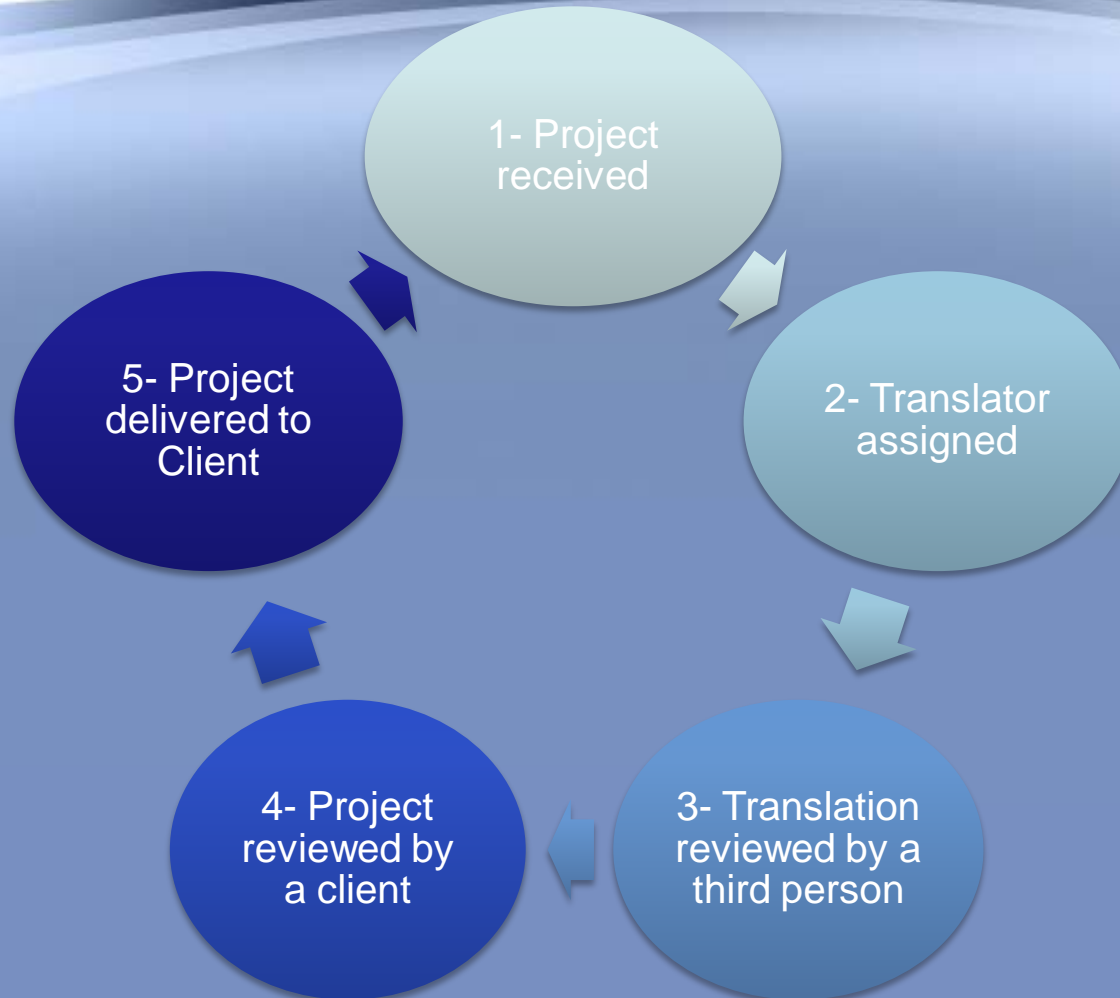 1- Project
received
2- Translator
assigned
3- Translation
reviewed by a
third person
4- Project
reviewed by
a client
5- Project
delivered to
Client